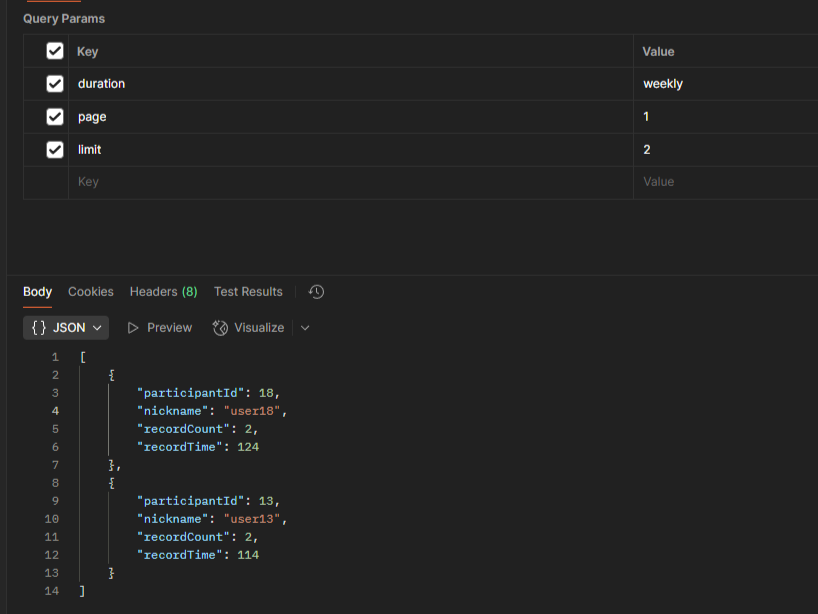 Query Params
Key Value
duration weekly
page 1
limit 2
Key Value
Body Cookies Headers (8) Test Results
{} JSON Preview Visualize
1 [
2 {
3 "participantId": 18,
4 "nickname": "user18",
5 "recordCount": 2,
6 "recordTime": 124
7 },
8 {
9 "participantId": 13,
10 "nickname": "user13",
11 "recordCount": 2,
12 "recordTime": 114
13 }
14 ]